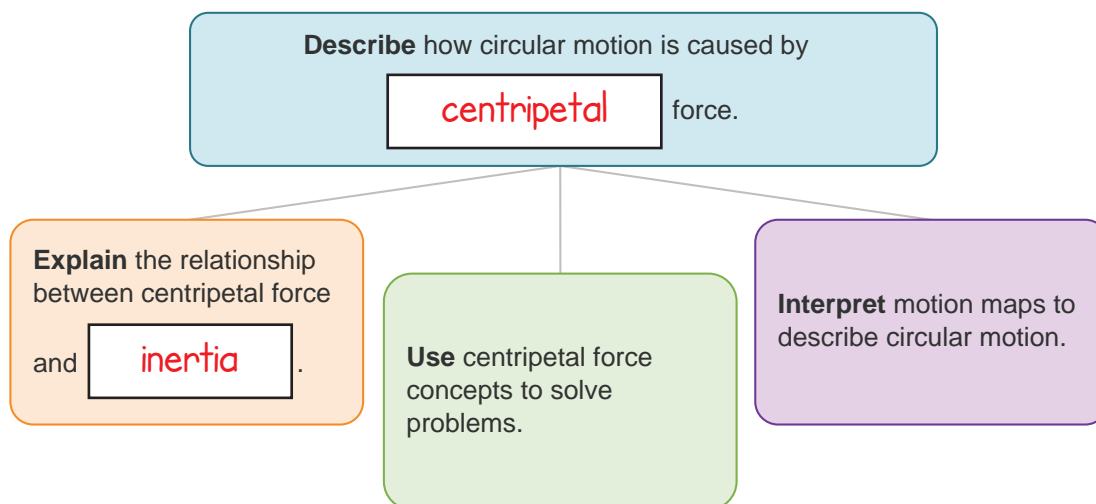 Describe how circular motion is caused by
centripetal force.
Explain the relationship
between centripetal force
and inertia .
Use centripetal force
concepts to solve
problems.
Interpret motion maps to
describe circular motion.